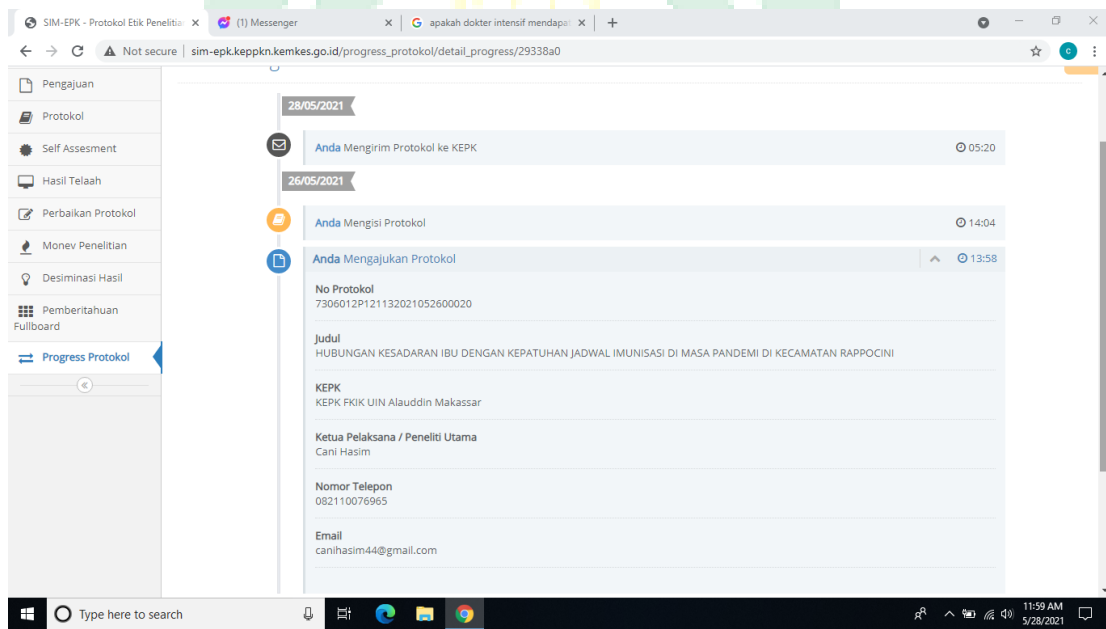 SIM-EPK - Protokol Etik Penelitia
(1) Messenger
apakah dokter intensif mendapa
Not secure | sim-epk.keppkn.kemkes.go.id/progress_protokol/detail_progress/29338a0
c
Pengajuan
Protokol
Self Assesment
Hasil Telaah
Perbaikan Protokol
Monev Penelitian
Desiminasi Hasil
Pemberitahuan
Fullboard
Progress Protokol
28/05/2021
Anda Mengirim Protokol ke KEPK
05:20
26/05/2021
Anda Mengisi Protokol
14:04
Anda Mengajukan Protokol
13:58
No Protokol
7306012P121132021052600020
Judul
HUBUNGAN KESADARAN IBU DENGAN KEPATUHAN JADWAL IMUNISASI DI MASA PANDEMI DI KECAMATAN RAPPOCINI
KEPK
KEPK FKIK UIN Alauddin Makassar
Ketua Pelaksana / Peneliti Utama
Cani Hasim
Nomor Telepon
082110076965
Email
canihasim44@gmail.com
Type here to search
11:59 AM
5/28/2021